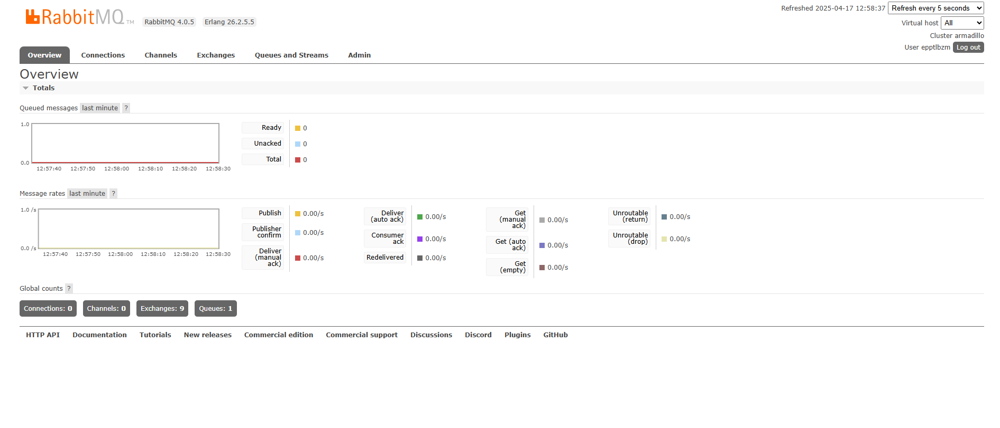 RabbitMQ TM
RabbitMQ 4.0.5
Erlang 26.2.5.5
Refreshed 2025-04-17 12:58:37
Refresh every 5 seconds
Virtual host
All
Cluster armadillo
User epptlbzm
Log out
Overview
Connections
Channels
Exchanges
Queues and Streams
Admin
Overview
Totals
Queued messages last minute ?
1.0
0.0
12:57:40 12:57:50 12:58:00 12:58:10 12:58:20 12:58:30
Ready 0
Unacked 0
Total 0
Message rates last minute ?
1.0 /s
0.0 /s
12:57:40 12:57:50 12:58:00 12:58:10 12:58:20 12:58:30
Publish 0.00/s
Publisher
confirm 0.00/s
Deliver
(manual
ack) 0.00/s
Deliver
(auto ack) 0.00/s
Consumer
ack 0.00/s
Redelivered 0.00/s
Get
(manual
ack) 0.00/s
Get (auto
ack) 0.00/s
Get
(empty) 0.00/s
Unroutable
(return) 0.00/s
Unroutable
(drop) 0.00/s
Global counts ?
Connections: 0
Channels: 0
Exchanges: 9
Queues: 1
HTTP API
Documentation
Tutorials
New releases
Commercial edition
Commercial support
Discussions
Discord
Plugins
GitHub